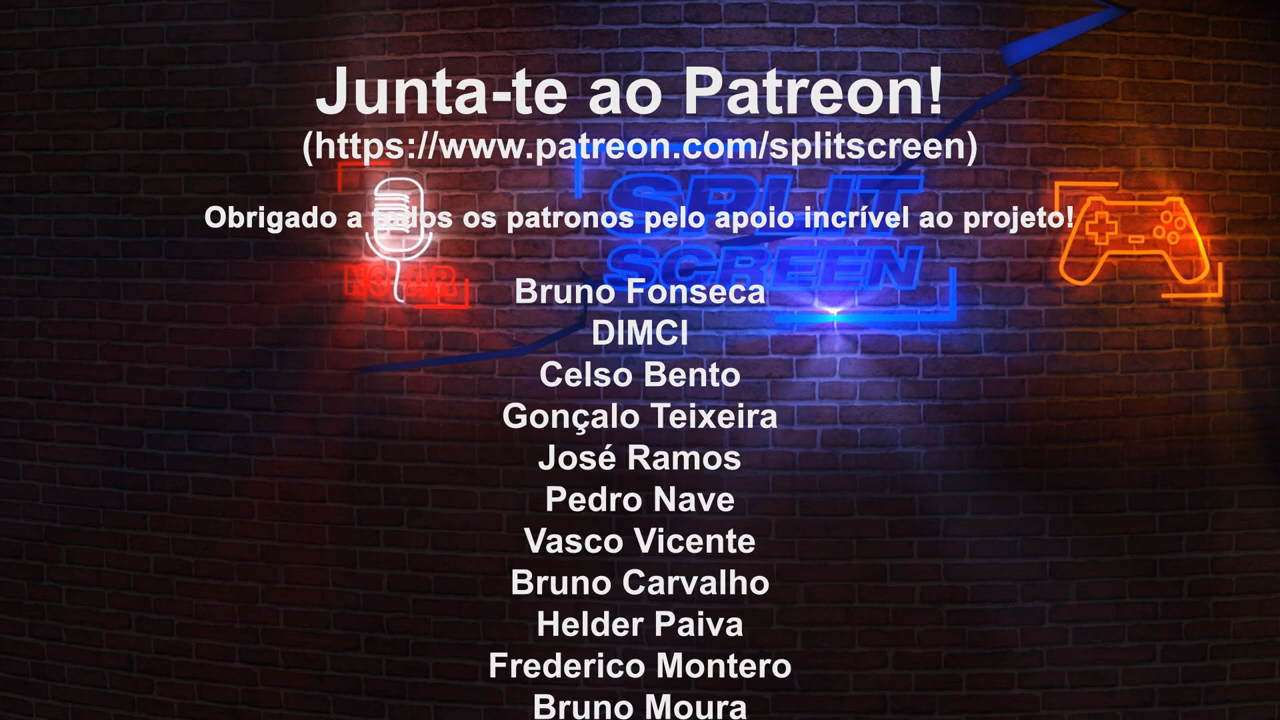 Junta-te ao Patreon!
(https://www.patreon.com/splitscreen)
SPLIT
Obrigado a todos os patronos pelo apoio incrível ao projeto!
SCREEN
NO AR
Bruno Fonseca
DIMCI
Celso Bento
Gonçalo Teixeira
José Ramos
Pedro Nave
Vasco Vicente
Bruno Carvalho
Helder Paiva
Frederico Montero
Bruno Moura